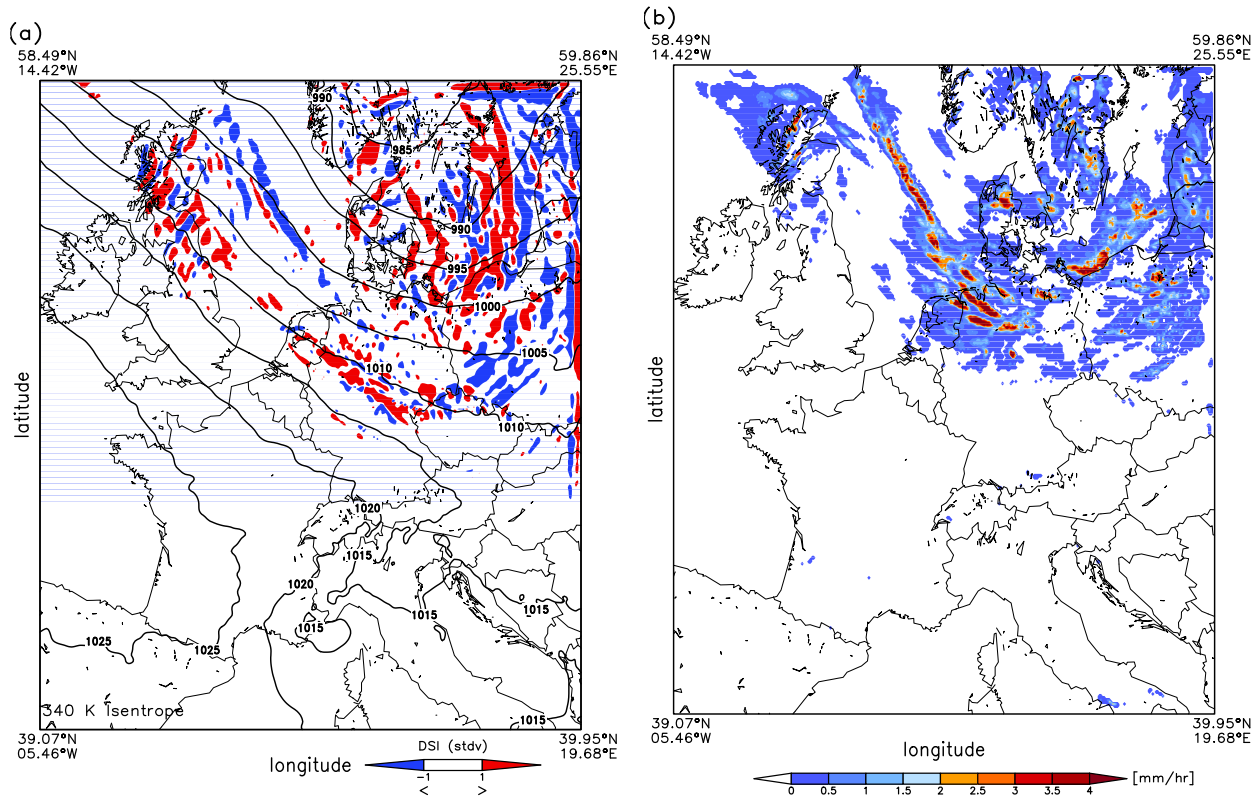 (a)
58.49°N
14.42°W
59.86°N
25.55°E
990
985
990
995
1000
1005
1010
1010
1020
1015
1020
1015
1015
1015
1025
1025
1015
340 K Isentrope
latitude
39.07°N
05.46°W
39.95°N
19.68°E
longitude
DSI (stdv)
-1
1
<
>
(b)
58.49°N
14.42°W
59.86°N
25.55°E
latitude
39.07°N
05.46°W
39.95°N
19.68°E
longitude
0
0.5
1
1.5
2
2.5
3
3.5
4
[mm/hr]